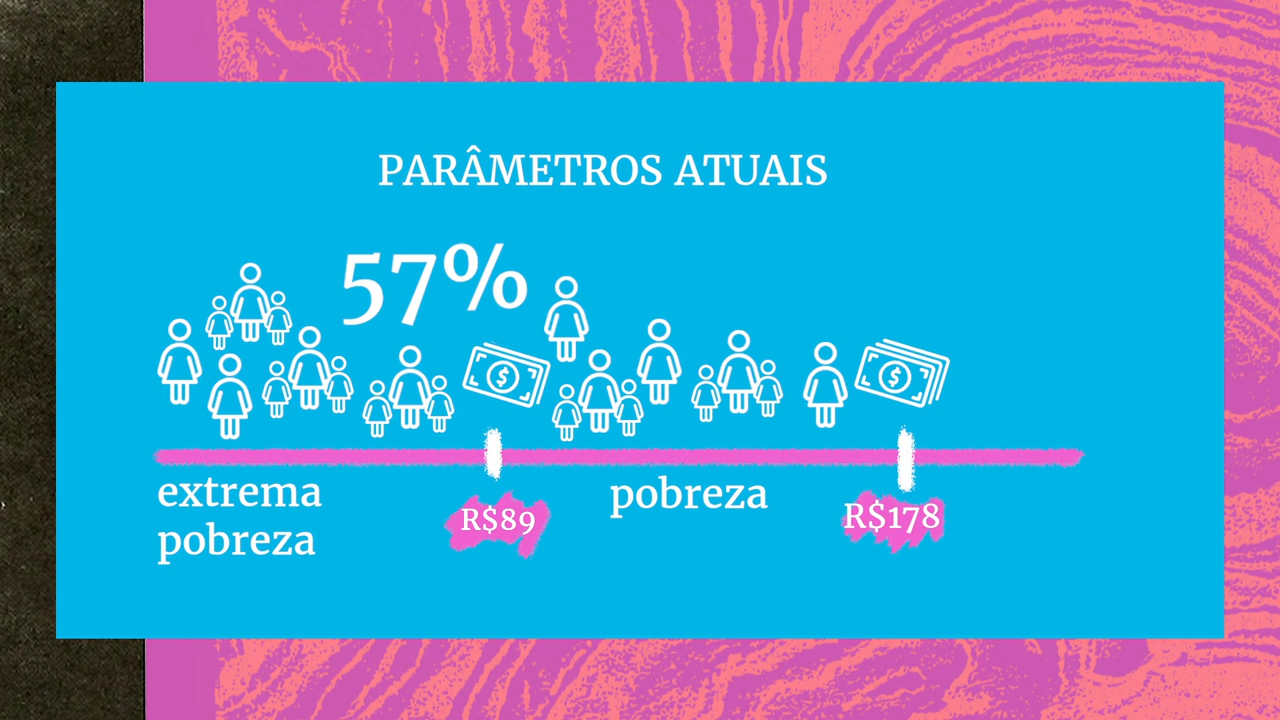 PARÂMETROS ATUAIS
57%
extrema
pobreza
R$89
pobreza
R$178